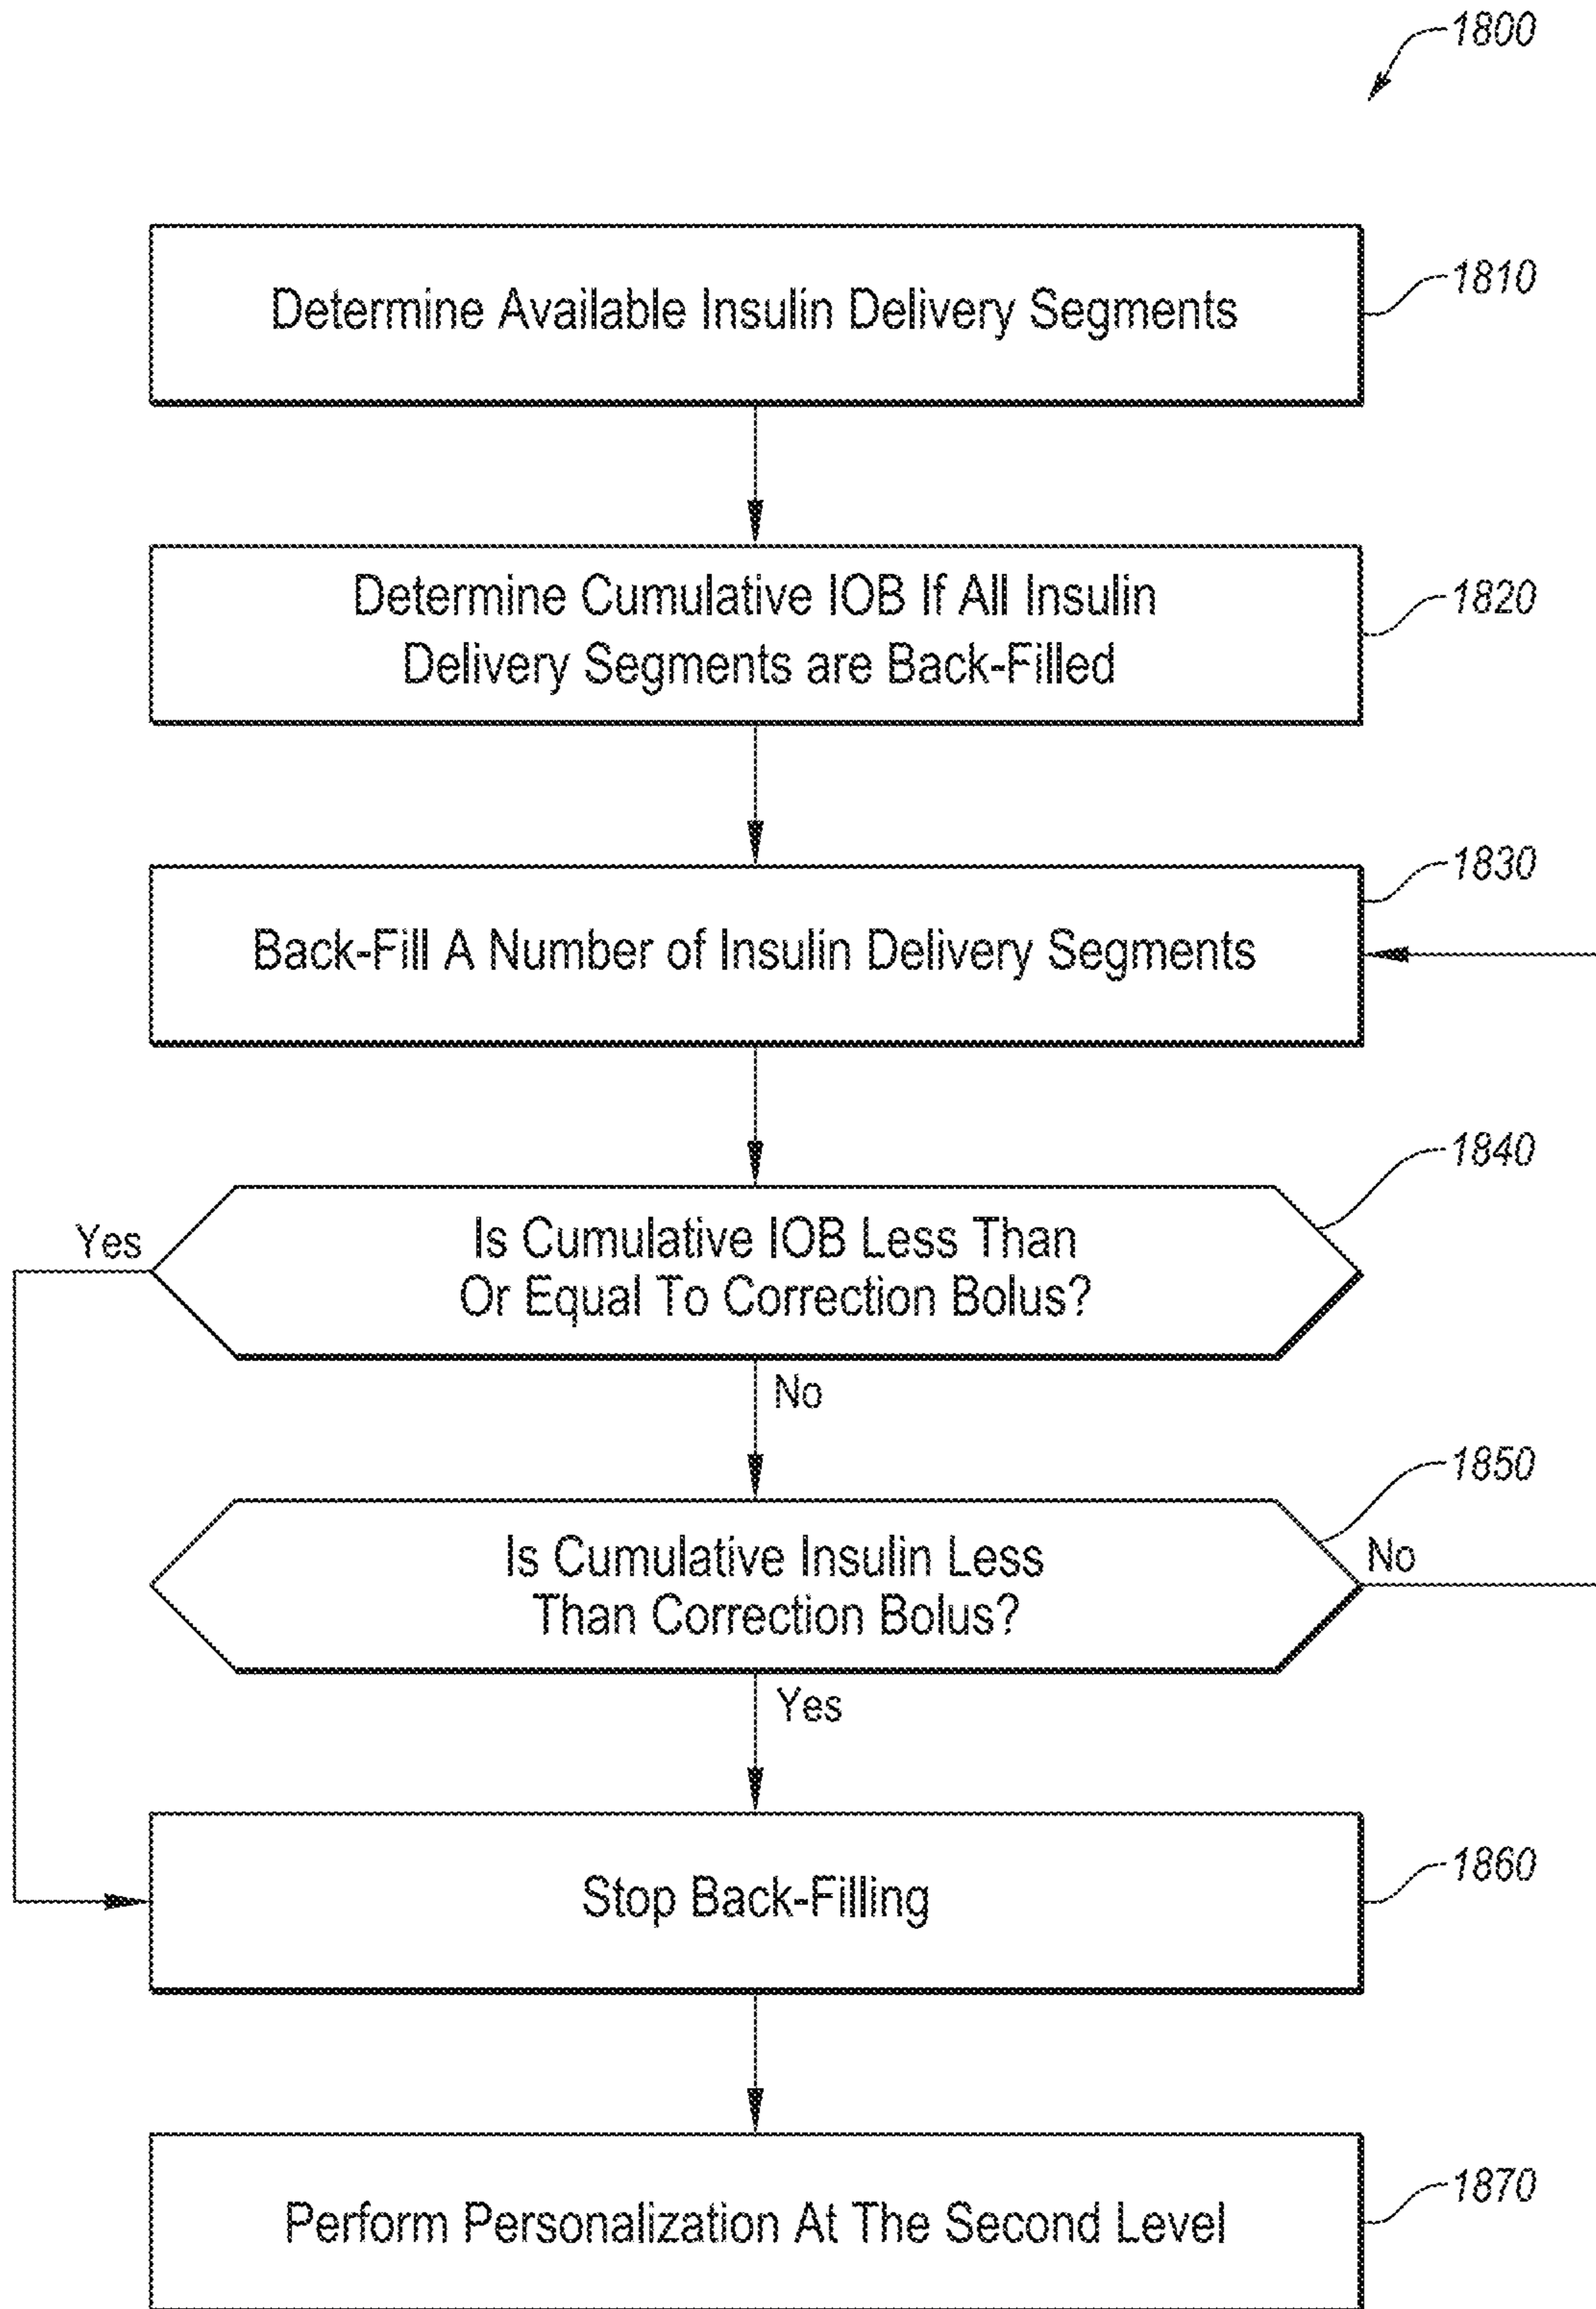 1800
Determine Available Insulin Delivery Segments
1810
Determine Cumulative IOB If All Insulin
Delivery Segments are Back-Filled
1820
Back-Fill A Number of Insulin Delivery Segments
1830
Is Cumulative IOB Less Than
Or Equal To Correction Bolus?
1840
Yes
No
Is Cumulative Insulin Less
Than Correction Bolus?
1850
No
Yes
Stop Back-Filling
1860
Perform Personalization At The Second Level
1870